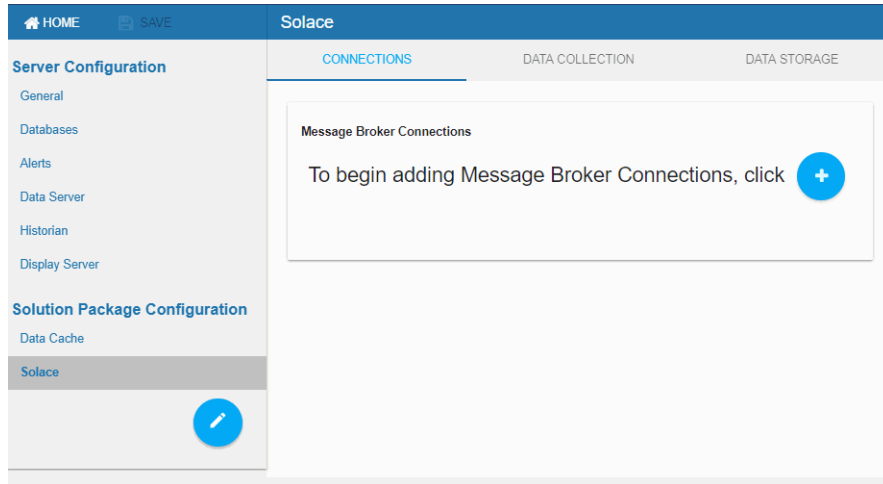 HOME
SAVE
Solace
Server Configuration
General
Databases
Alerts
Data Server
Historian
Display Server
Solution Package Configuration
Data Cache
Solace
CONNECTIONS
DATA COLLECTION
DATA STORAGE
Message Broker Connections
To begin adding Message Broker Connections, click